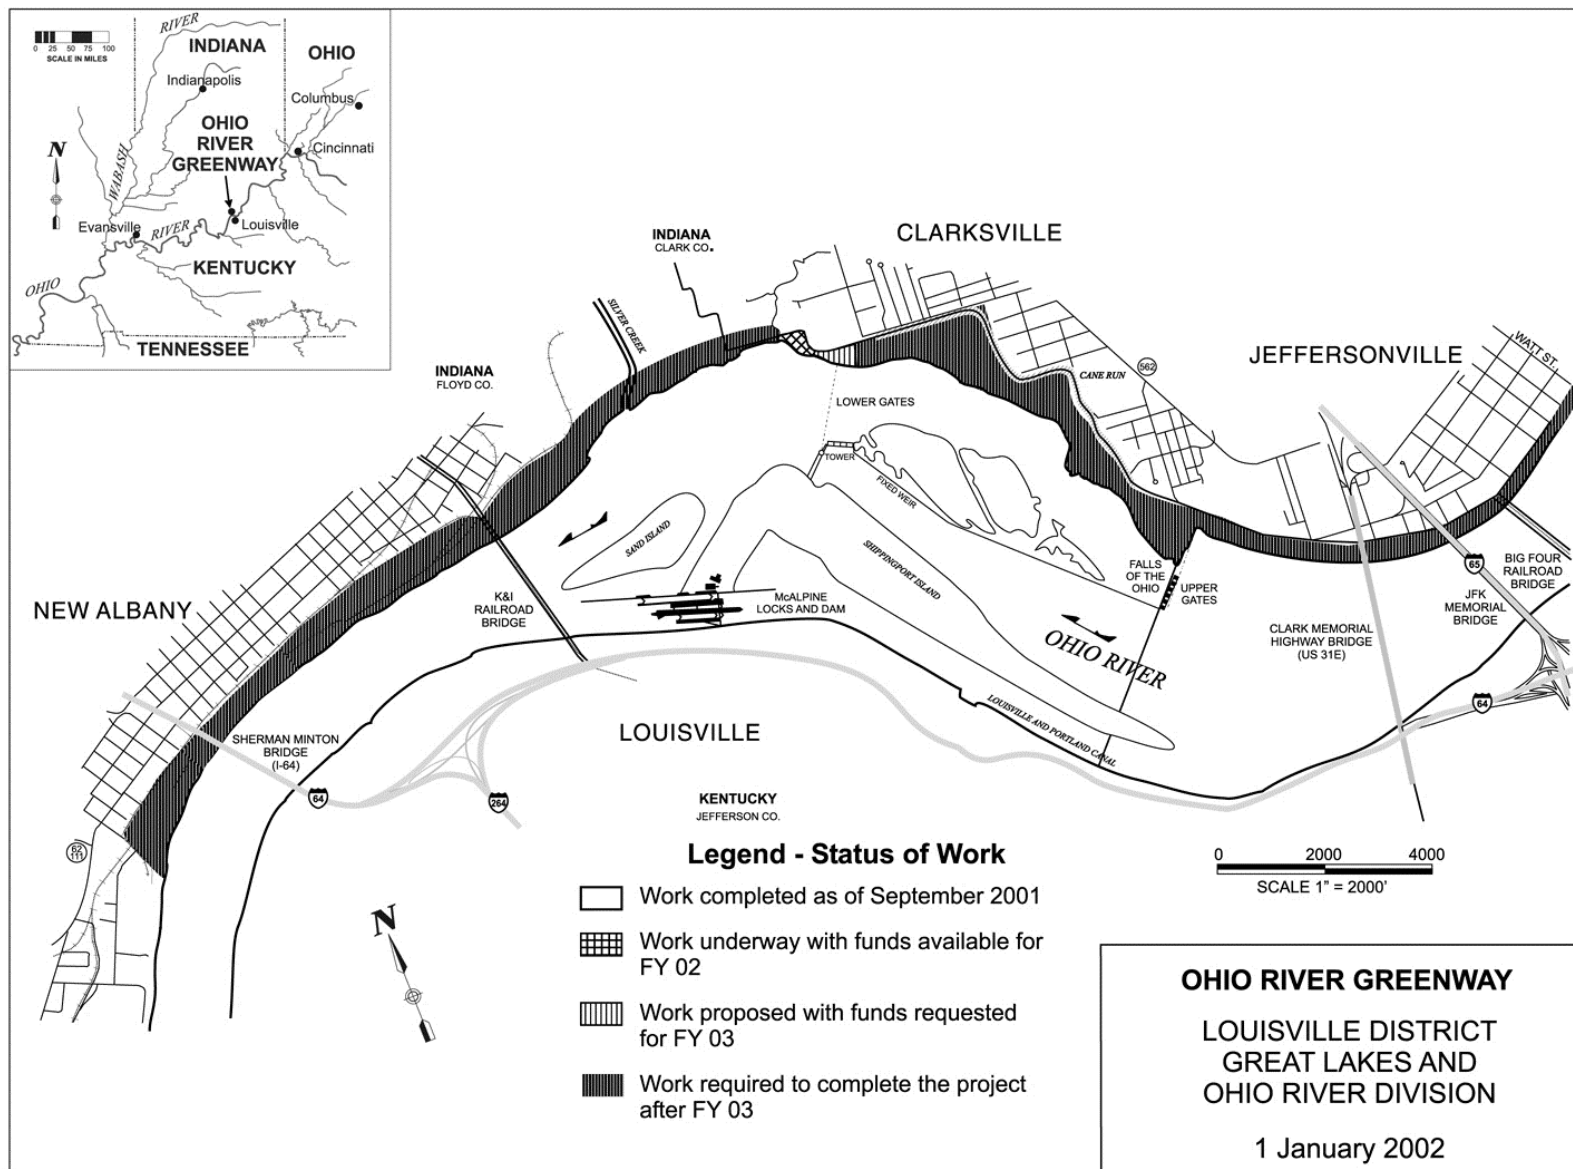 RIVER
INDIANA
OHIO
0 25 50 75 100
SCALE IN MILES
Indianapolis
Columbus
OHIO
RIVER
GREENWAY
N
Cincinnati
WABASH
Evansville
RIVER
Louisville
KENTUCKY
OHIO
TENNESSEE
INDIANA
CLARK CO.
CLARKSVILLE
SILVER CREEK
INDIANA
FLOYD CO.
JEFFERSONVILLE
WATT ST.
562
CANE RUN
LOWER GATES
TOWER
FIXED WEIR
SAND ISLAND
SHIPPINGPORT ISLAND
FALLS
OF THE
OHIO
UPPER
GATES
65
BIG FOUR
RAILROAD
BRIDGE
JFK
MEMORIAL
BRIDGE
CLARK MEMORIAL
HIGHWAY BRIDGE
(US 31E)
NEW ALBANY
K&I
RAILROAD
BRIDGE
McALPINE
LOCKS AND DAM
OHIO RIVER
LOUISVILLE AND PORTLAND CANAL
64
SHERMAN MINTON
BRIDGE
(I-64)
LOUISVILLE
64
264
KENTUCKY
JEFFERSON CO.
62
111
N
0 2000 4000
SCALE 1" = 2000'
Legend - Status of Work
Work completed as of September 2001
Work underway with funds available for
FY 02
Work proposed with funds requested
for FY 03
Work required to complete the project
after FY 03
OHIO RIVER GREENWAY
LOUISVILLE DISTRICT
GREAT LAKES AND
OHIO RIVER DIVISION
1 January 2002